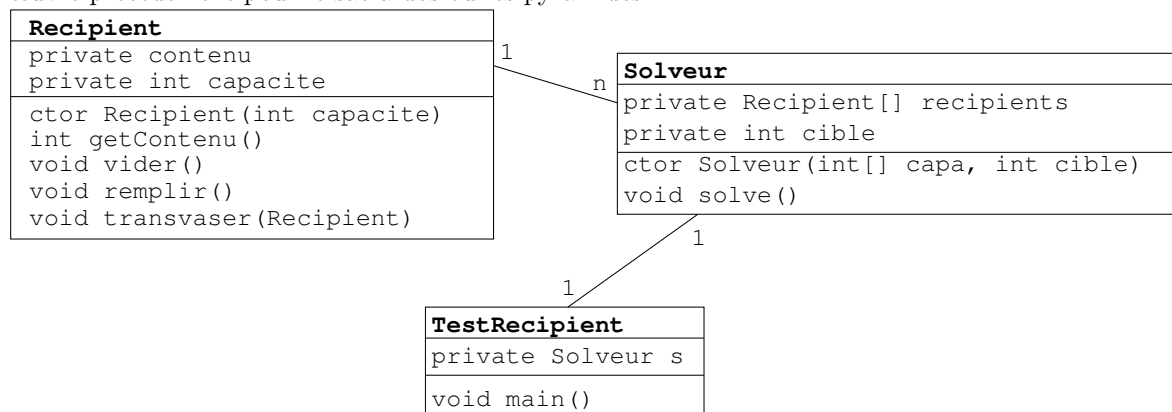 Recipient
private contenu
private int capacite
ctor Recipient(int capacite)
int getContenu()
void vider()
void remplir()
void transvaser(Recipient)
1
n
Solveur
private Recipient[] recipients
private int cible
ctor Solveur(int[] capa, int cible)
void solve()
1
1
TestRecipient
private Solveur s
void main()